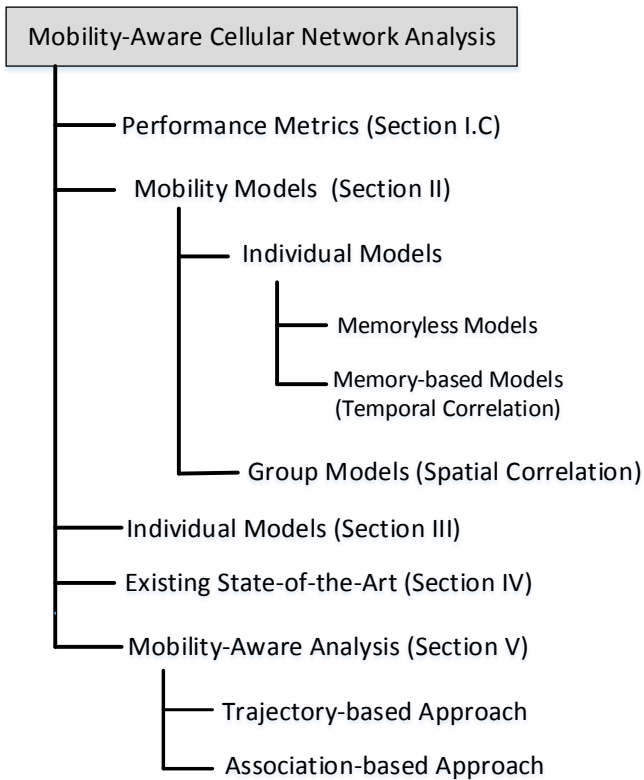 Mobility-Aware Cellular Network Analysis
Performance Metrics (Section I.C)
Mobility Models (Section II)
Individual Models
Memoryless Models
Memory-based Models
(Temporal Correlation)
Group Models (Spatial Correlation)
Individual Models (Section III)
Existing State-of-the-Art (Section IV)
Mobility-Aware Analysis (Section V)
Trajectory-based Approach
Association-based Approach